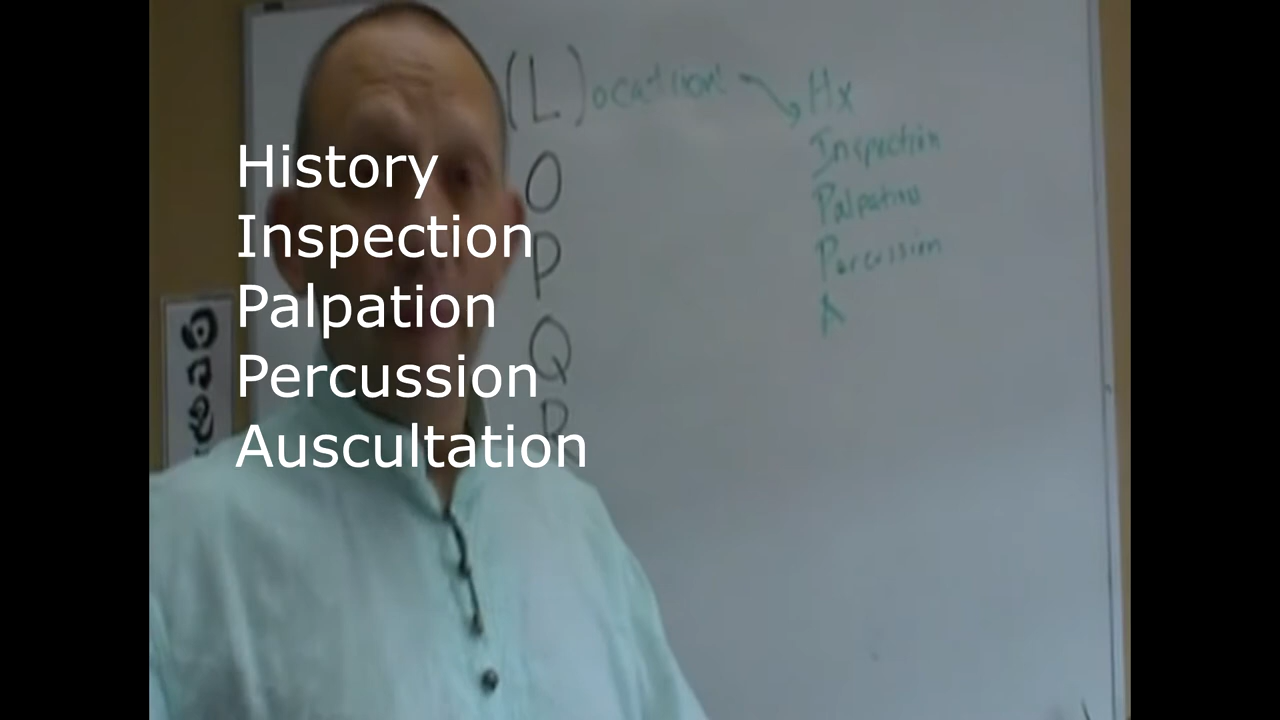 (L)ocation Hx
Inspection
Palpation
Percussion
A
O
P
Q
R
History
Inspection
Palpation
Percussion
Auscultation